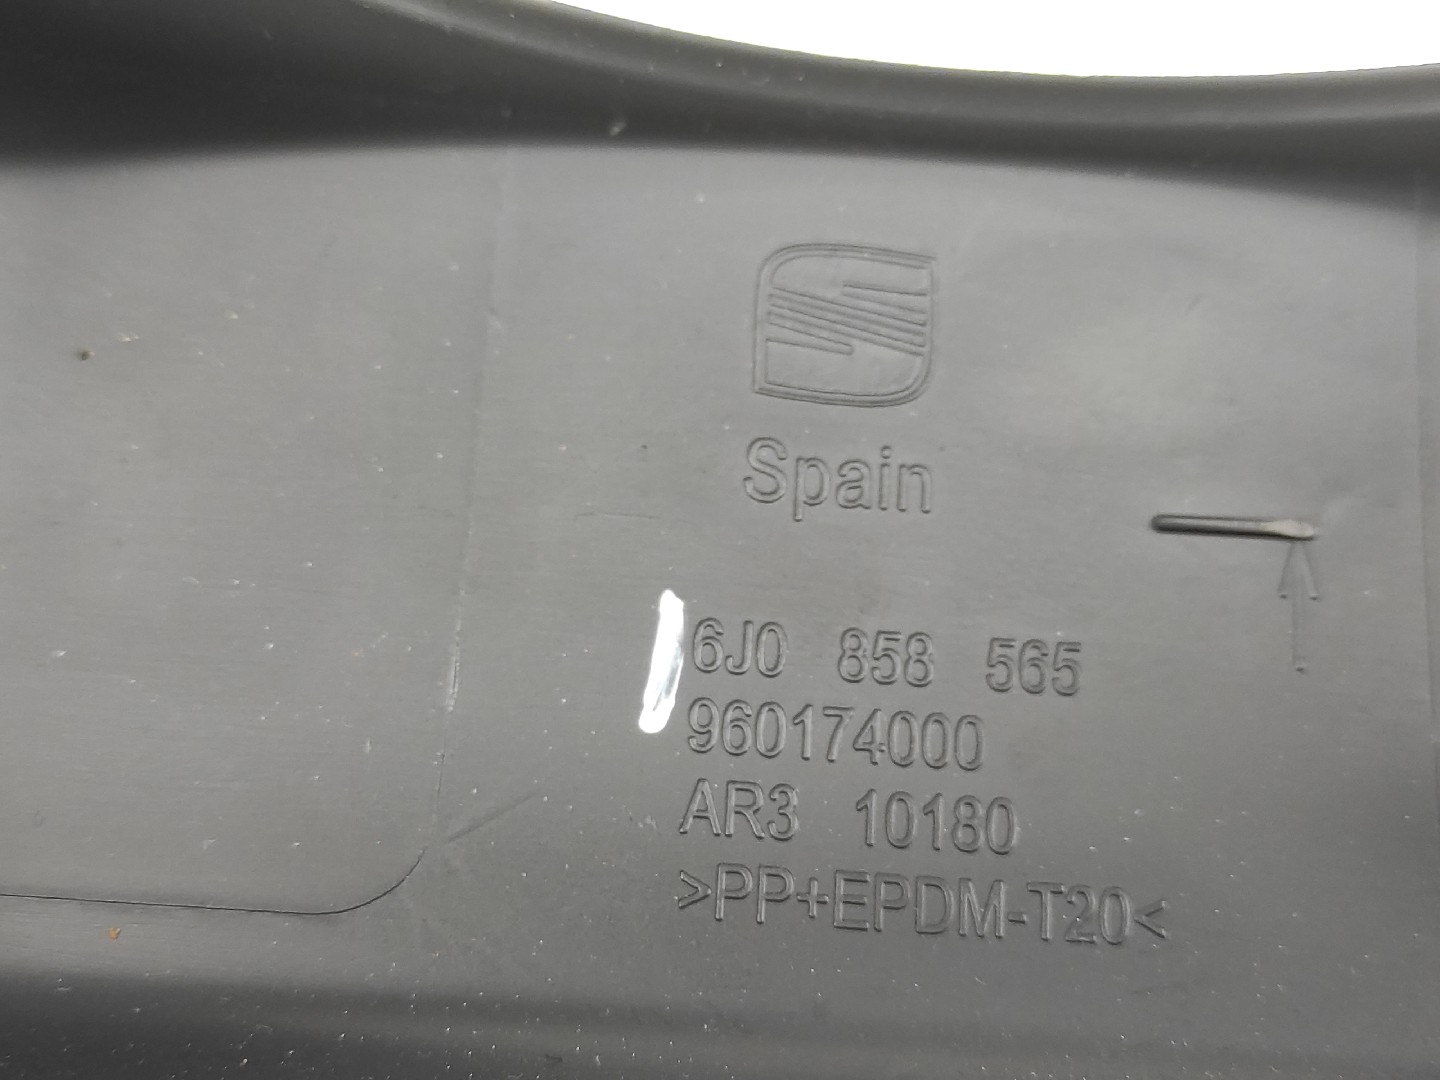 Spain
6J0 858 565
960174000
AR3 10180
>PP+EPDM-T20<